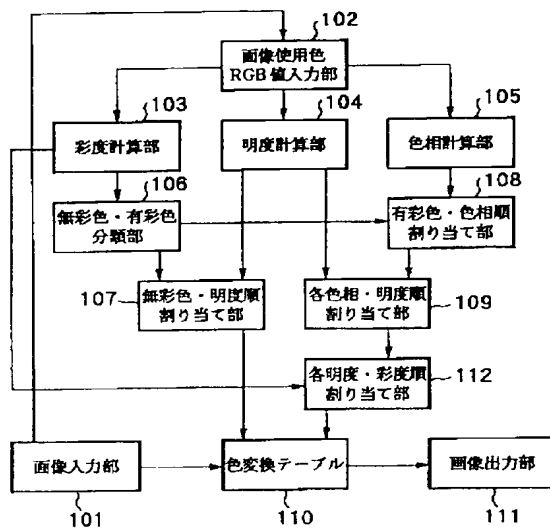 102
画像使用色
RGB値入力部
103
104
105
彩度計算部
明度計算部
色相計算部
106
108
無彩色・有彩色
分類部
有彩色・色相順
割り当て部
107
無彩色・明度順
割り当て部
各色相・明度順
割り当て部
109
各明度・彩度順
割り当て部
112
画像入力部
色変換テーブル
画像出力部
101
110
111